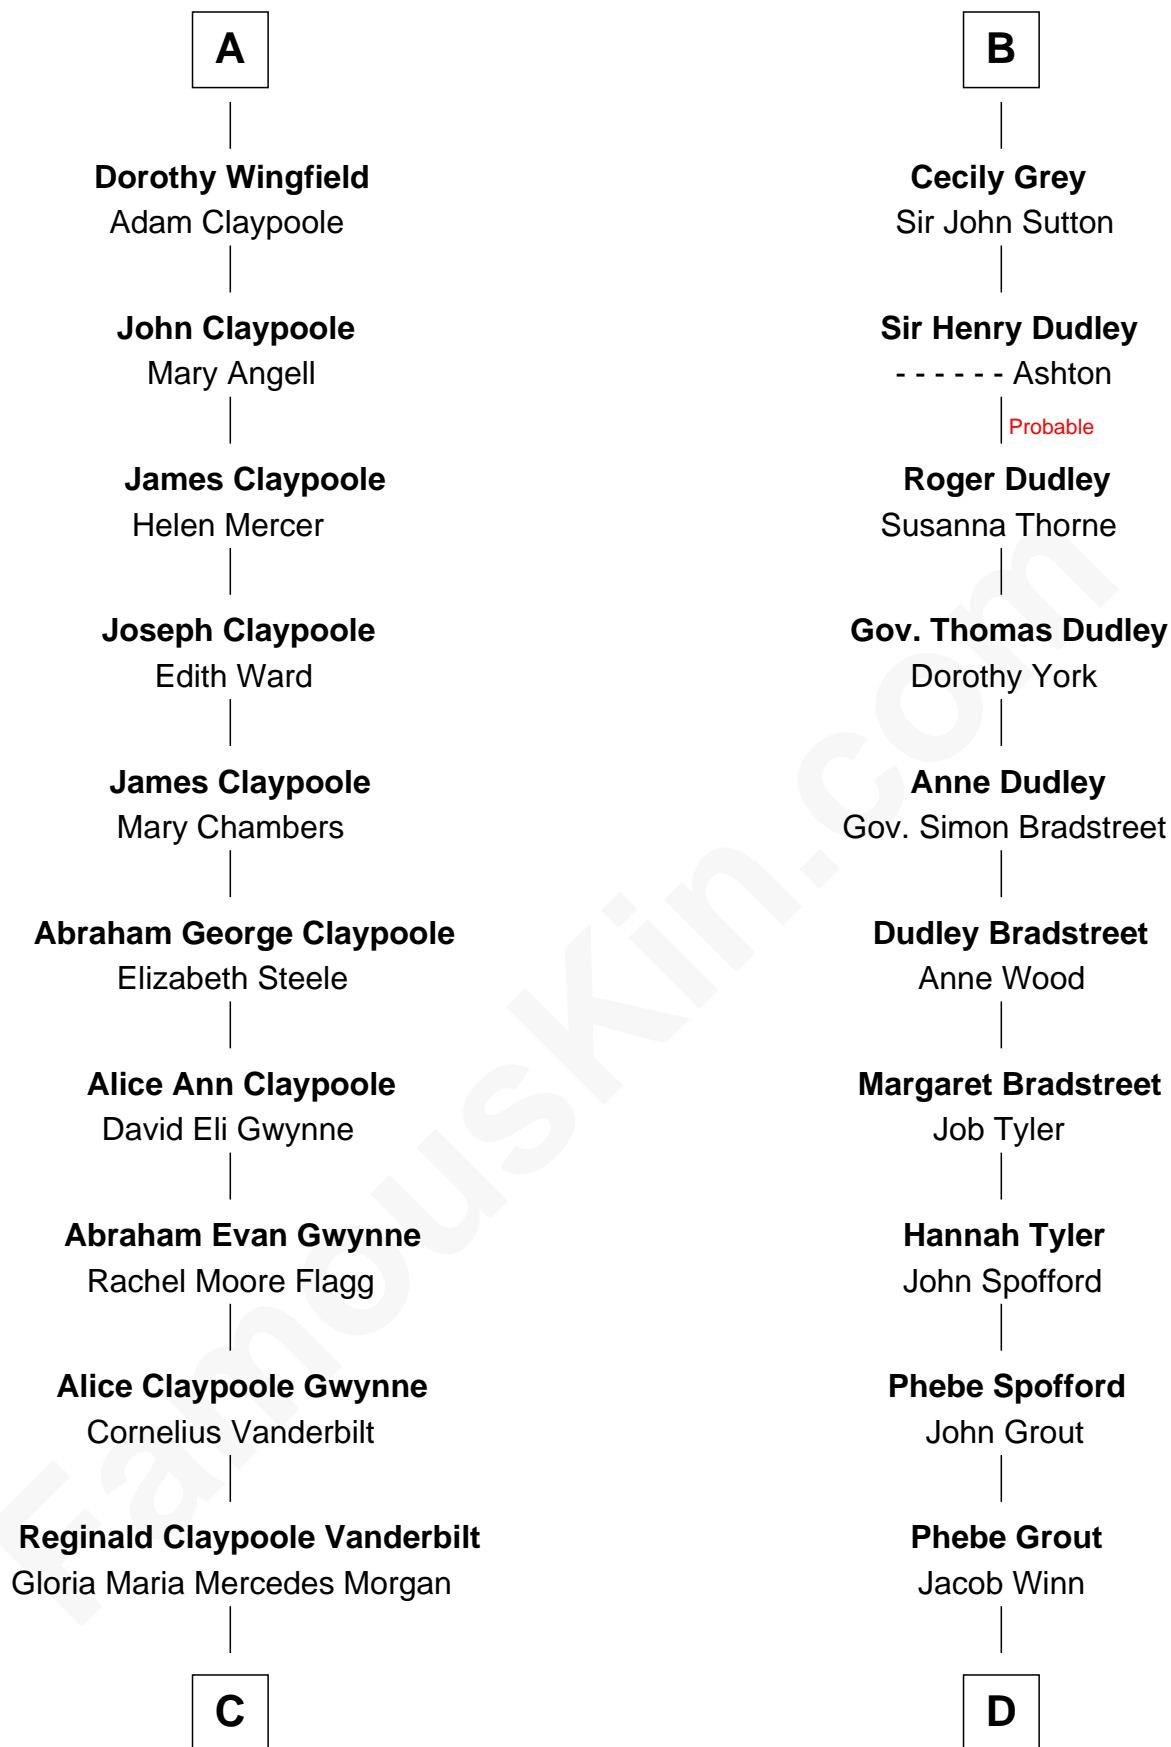 A
Dorothy Wingfield
Adam Claypoole
John Claypoole
Mary Angell
James Claypoole
Helen Mercer
Joseph Claypoole
Edith Ward
James Claypoole
Mary Chambers
Abraham George Claypoole
Elizabeth Steele
Alice Ann Claypoole
David Eli Gwynne
Abraham Evan Gwynne
Rachel Moore Flagg
Alice Claypoole Gwynne
Cornelius Vanderbilt
Reginald Claypoole Vanderbilt
Gloria Maria Mercedes Morgan
C
B
Cecily Grey
Sir John Sutton
Sir Henry Dudley
- - - - - - Ashton
Probable
Roger Dudley
Susanna Thorne
Gov. Thomas Dudley
Dorothy York
Anne Dudley
Gov. Simon Bradstreet
Dudley Bradstreet
Anne Wood
Margaret Bradstreet
Job Tyler
Hannah Tyler
John Spofford
Phebe Spofford
John Grout
Phebe Grout
Jacob Winn
D
FamousKin.com